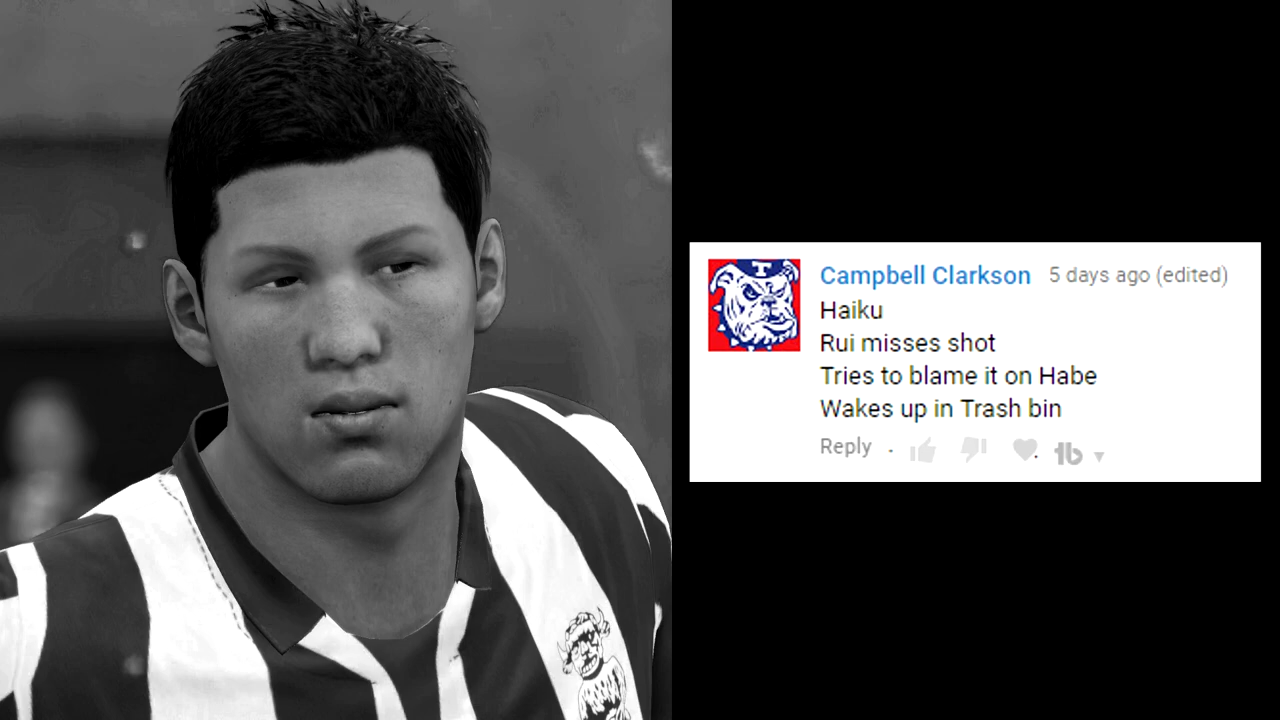 Campbell Clarkson 5 days ago (edited)
Haiku
Rui misses shot
Tries to blame it on Habe
Wakes up in Trash bin
Reply